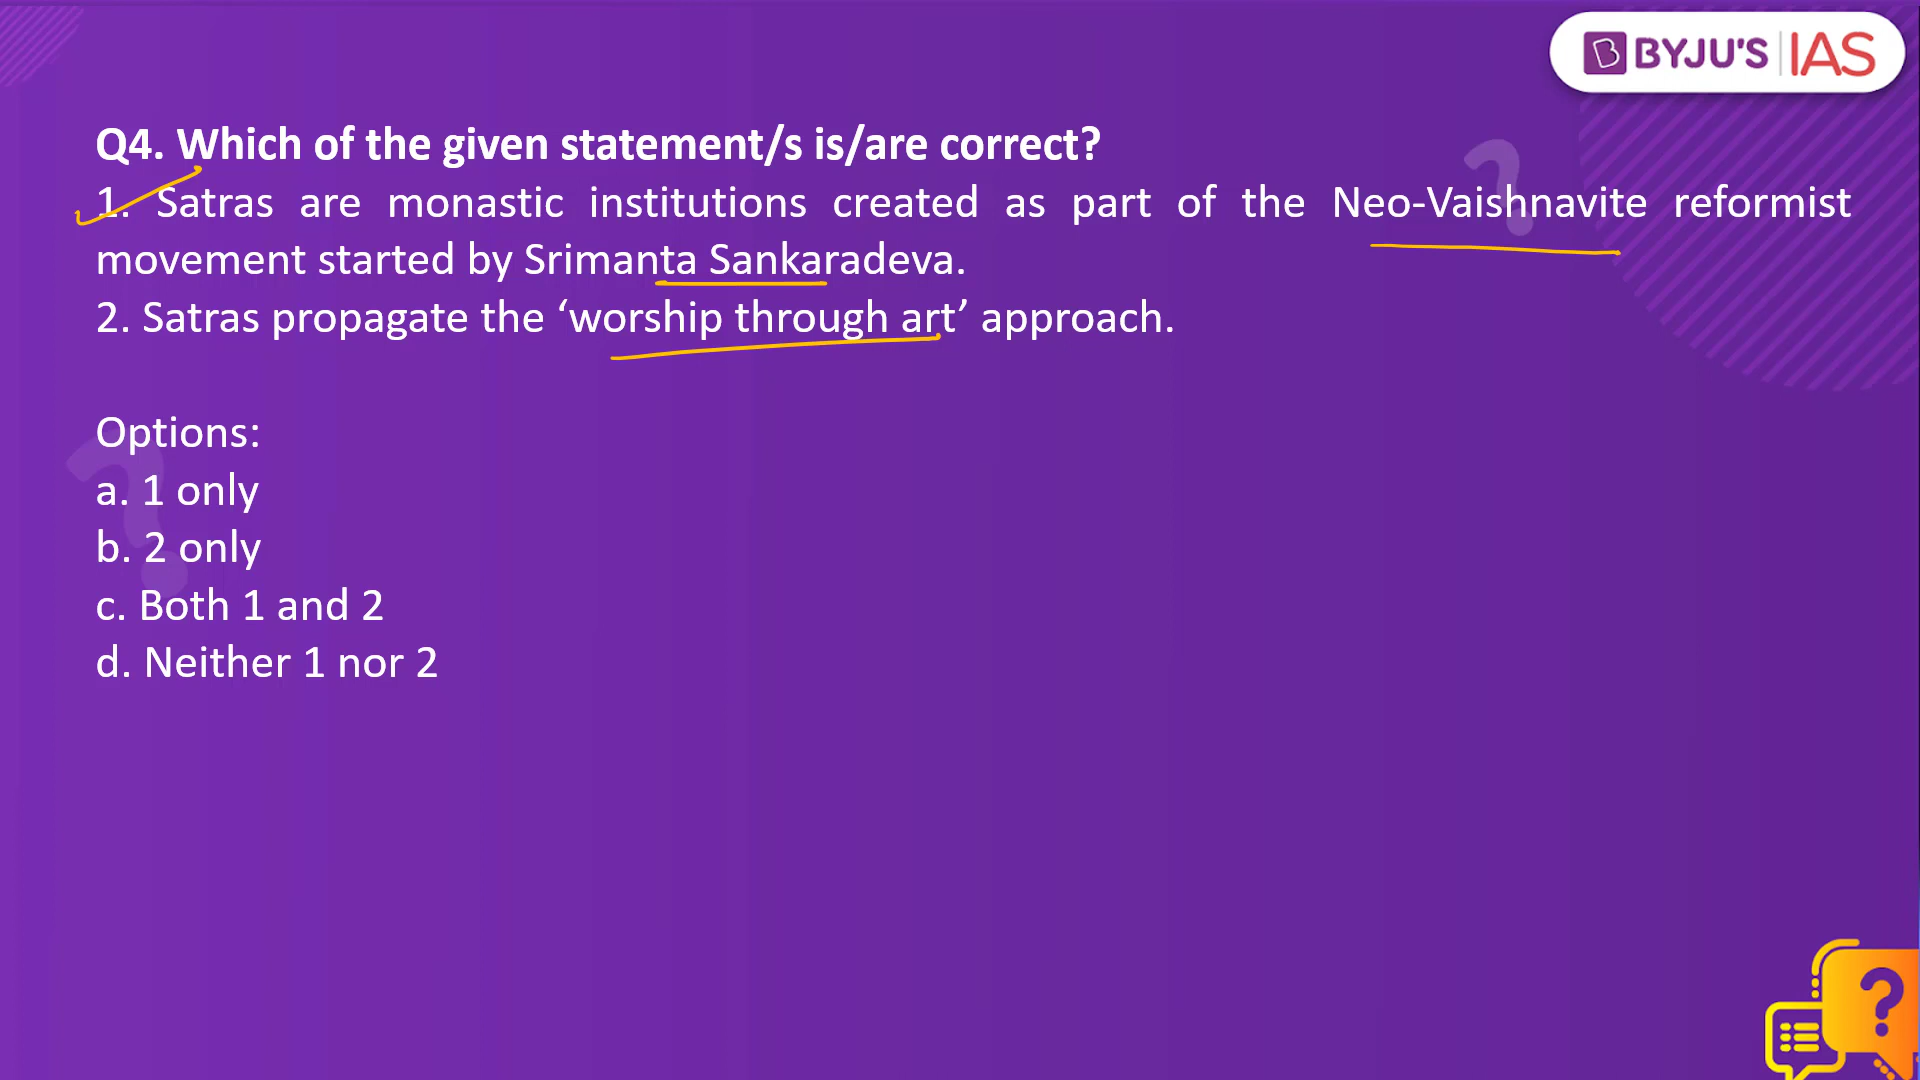 BYJU'S IAS
Q4. Which of the given statement/s is/are correct?
1. Satras are monastic institutions created as part of the Neo-Vaishnavite reformist
movement started by Srimanta Sankaradeva.
2. Satras propagate the ‘worship through art’ approach.
Options:
a. 1 only
b. 2 only
c. Both 1 and 2
d. Neither 1 nor 2